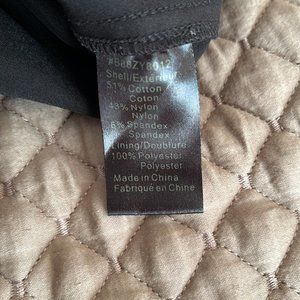 Shell/Extérieur
51% Cotton
Coton
43% Nylon
Nylon
6% Spandex
Spandex
Lining/Doublure
100% Polyester
Polyester
Made in China
Fabriqué en Chine